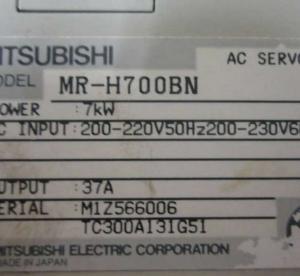 MITSUBISHI AC SERVO
MODEL MR-H700BN
POWER :7kW
AC INPUT:200-220V50Hz200-230V6
OUTPUT :37A
SERIAL :M1Z566006
TC300A131G51
MITSUBISHI ELECTRIC CORPORATION
MADE IN JAPAN